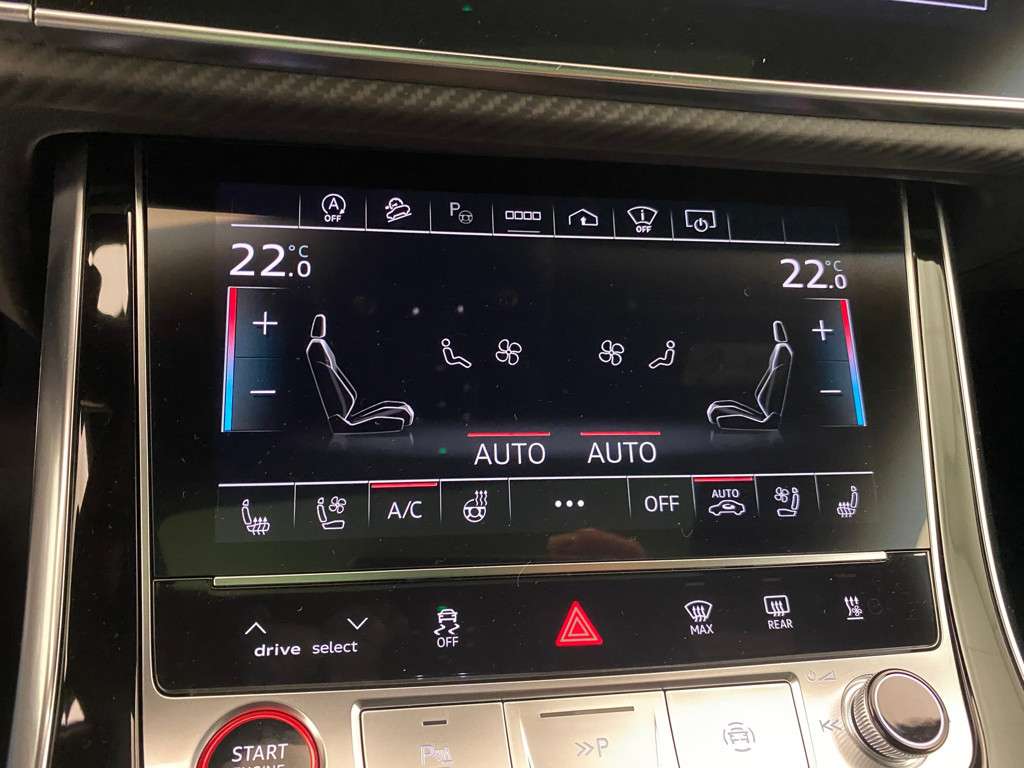 A
OFF
P
i
OFF
22.0 °C
22.0 °C
+
+
−
−
AUTO
AUTO
A/C
•••
OFF
AUTO
drive select
OFF
MAX
REAR
START
ENGINE
P
>>P